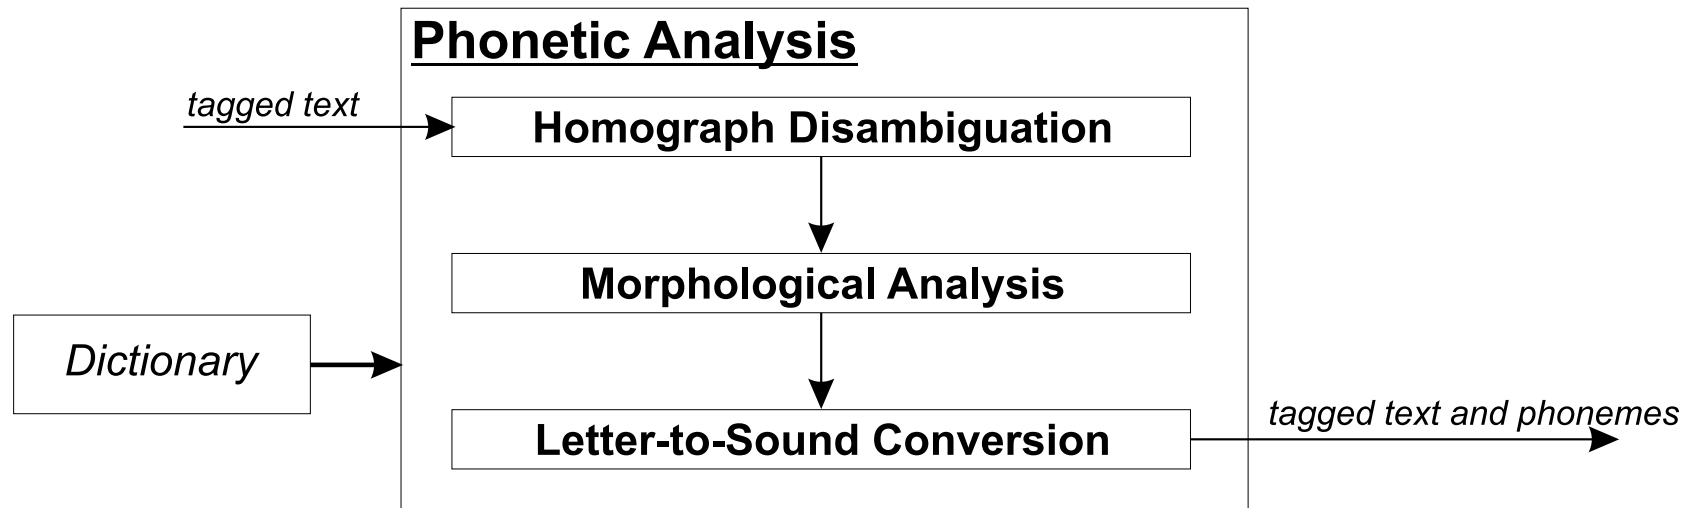 Phonetic Analysis
tagged text
Homograph Disambiguation
Morphological Analysis
Dictionary
Letter-to-Sound Conversion
tagged text and phonemes